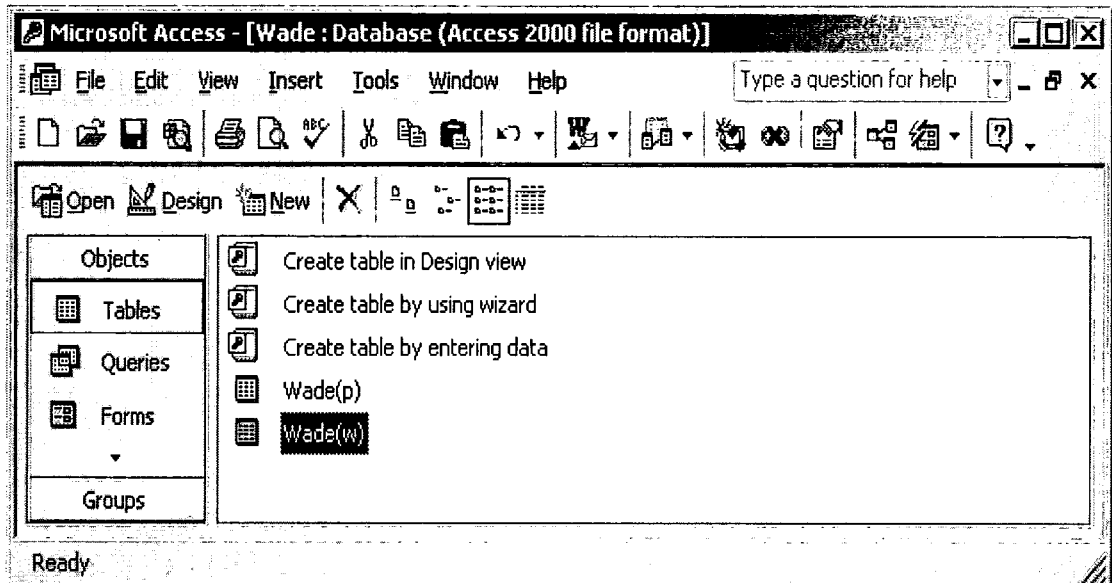 Microsoft Access - [Wade : Database (Access 2000 file format)]
File Edit View Insert Tools Window Help Type a question for help
ABC
Open Design New
Objects
Tables
Queries
Forms
Groups
Create table in Design view
Create table by using wizard
Create table by entering data
Wade(p)
Wade(w)
Ready